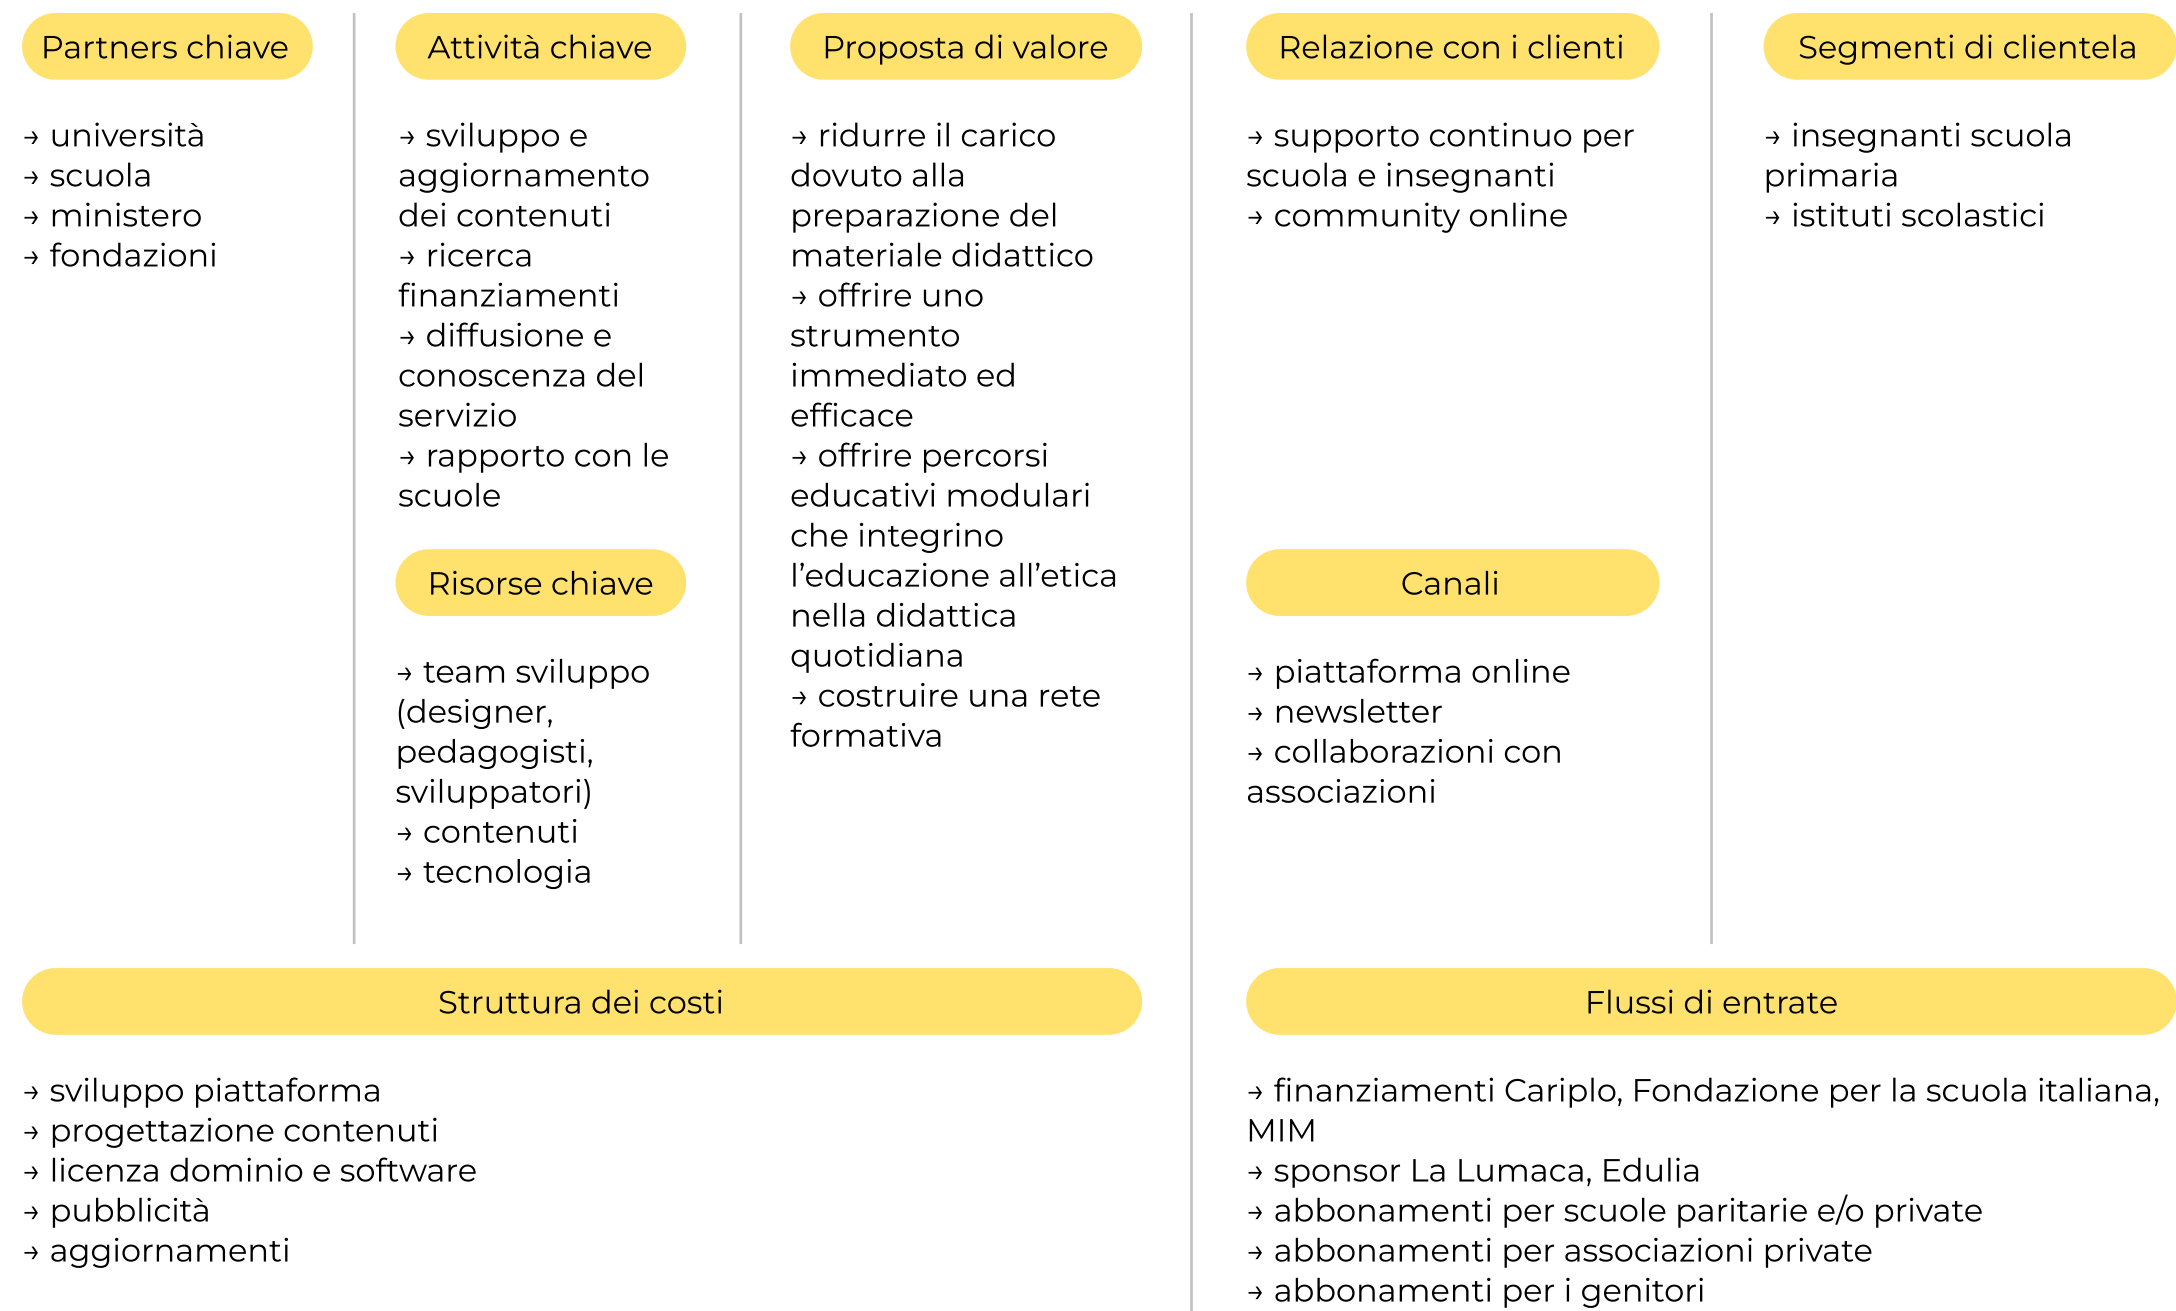 Partners chiave
→ università
→ scuola
→ ministero
→ fondazioni
Attività chiave
→ sviluppo e
aggiornamento
dei contenuti
→ ricerca
finanziamenti
→ diffusione e
conoscenza del
servizio
→ rapporto con le
scuole
Risorse chiave
→ team sviluppo
(designer,
pedagogisti,
sviluppatori)
→ contenuti
→ tecnologia
Proposta di valore
→ ridurre il carico
dovuto alla
preparazione del
materiale didattico
→ offrire uno
strumento
immediato ed
efficace
→ offrire percorsi
educativi modulari
che integrino
l’educazione all’etica
nella didattica
quotidiana
→ costruire una rete
formativa
Relazione con i clienti
→ supporto continuo per
scuola e insegnanti
→ community online
Canali
→ piattaforma online
→ newsletter
→ collaborazioni con
associazioni
Segmenti di clientela
→ insegnanti scuola
primaria
→ istituti scolastici
Struttura dei costi
→ sviluppo piattaforma
→ progettazione contenuti
→ licenza dominio e software
→ pubblicità
→ aggiornamenti
Flussi di entrate
→ finanziamenti Cariplo, Fondazione per la scuola italiana,
MIM
→ sponsor La Lumaca, Edulia
→ abbonamenti per scuole paritarie e/o private
→ abbonamenti per associazioni private
→ abbonamenti per i genitori